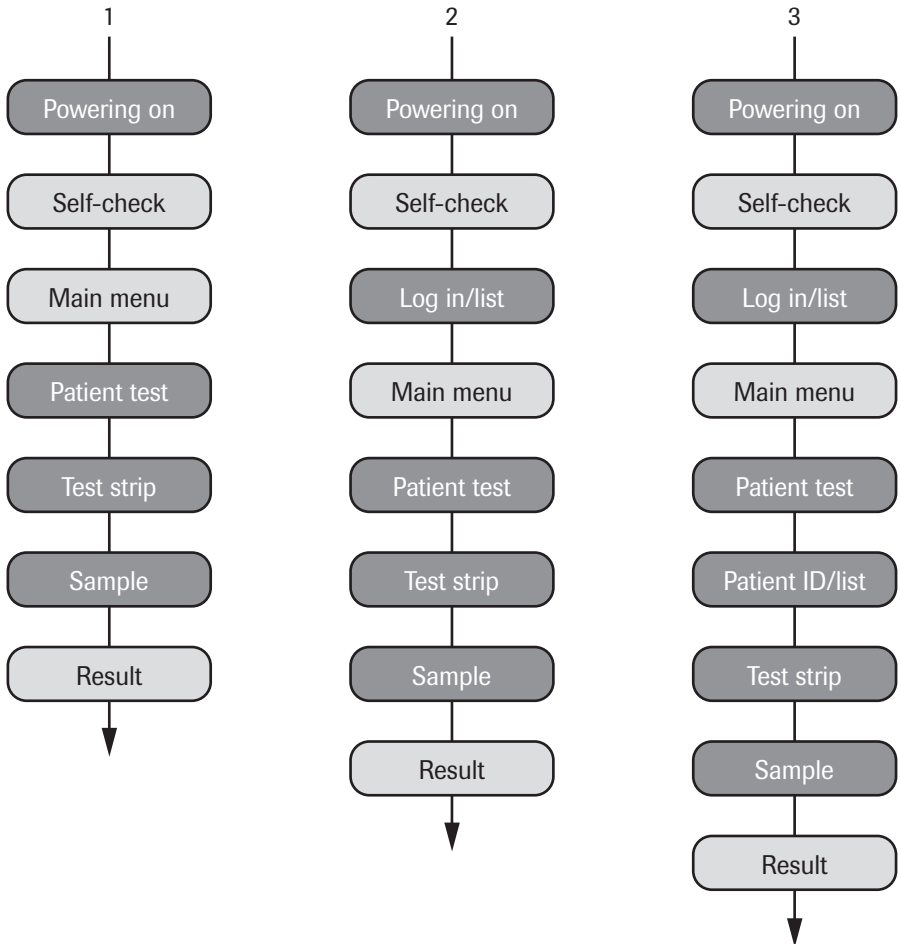 1
Powering on
Self-check
Main menu
Patient test
Test strip
Sample
Result
2
Powering on
Self-check
Log in/list
Main menu
Patient test
Test strip
Sample
Result
3
Powering on
Self-check
Log in/list
Main menu
Patient test
Patient ID/list
Test strip
Sample
Result